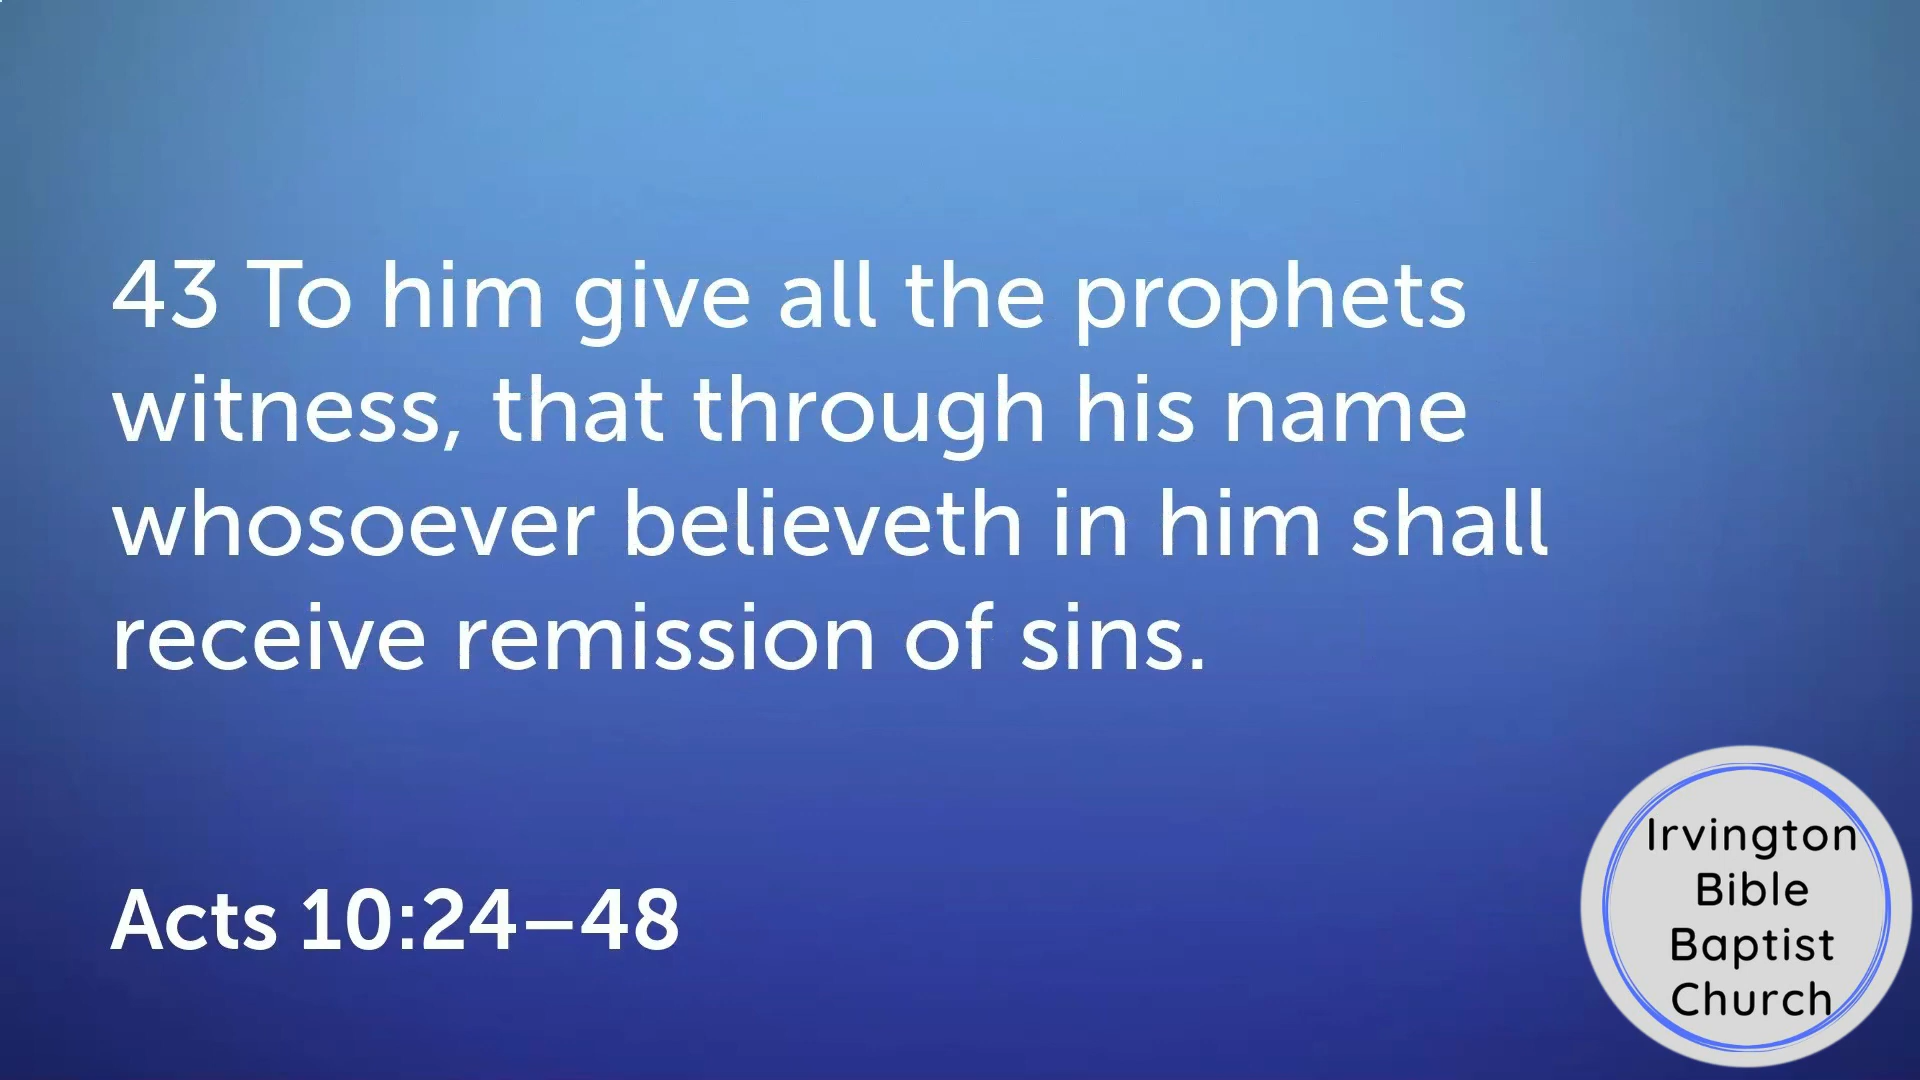 43 To him give all the prophets
witness, that through his name
whosoever believeth in him shall
receive remission of sins.
Acts 10:24–48
Irvington
Bible
Baptist
Church